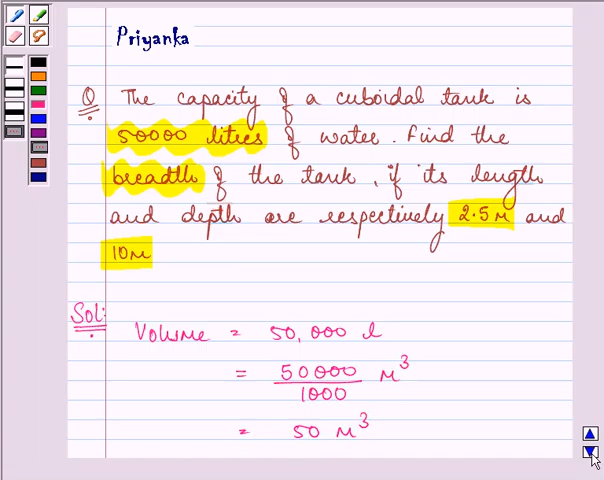 Priyanka
Q The capacity of a cuboidal tank is
50000 litres of water. Find the
breadth of the tank, if its length
and depth are respectively 2.5 M and
10 M
Sol:
Volume = 50,000 l
= 50000 / 1000 M³
= 50 M³